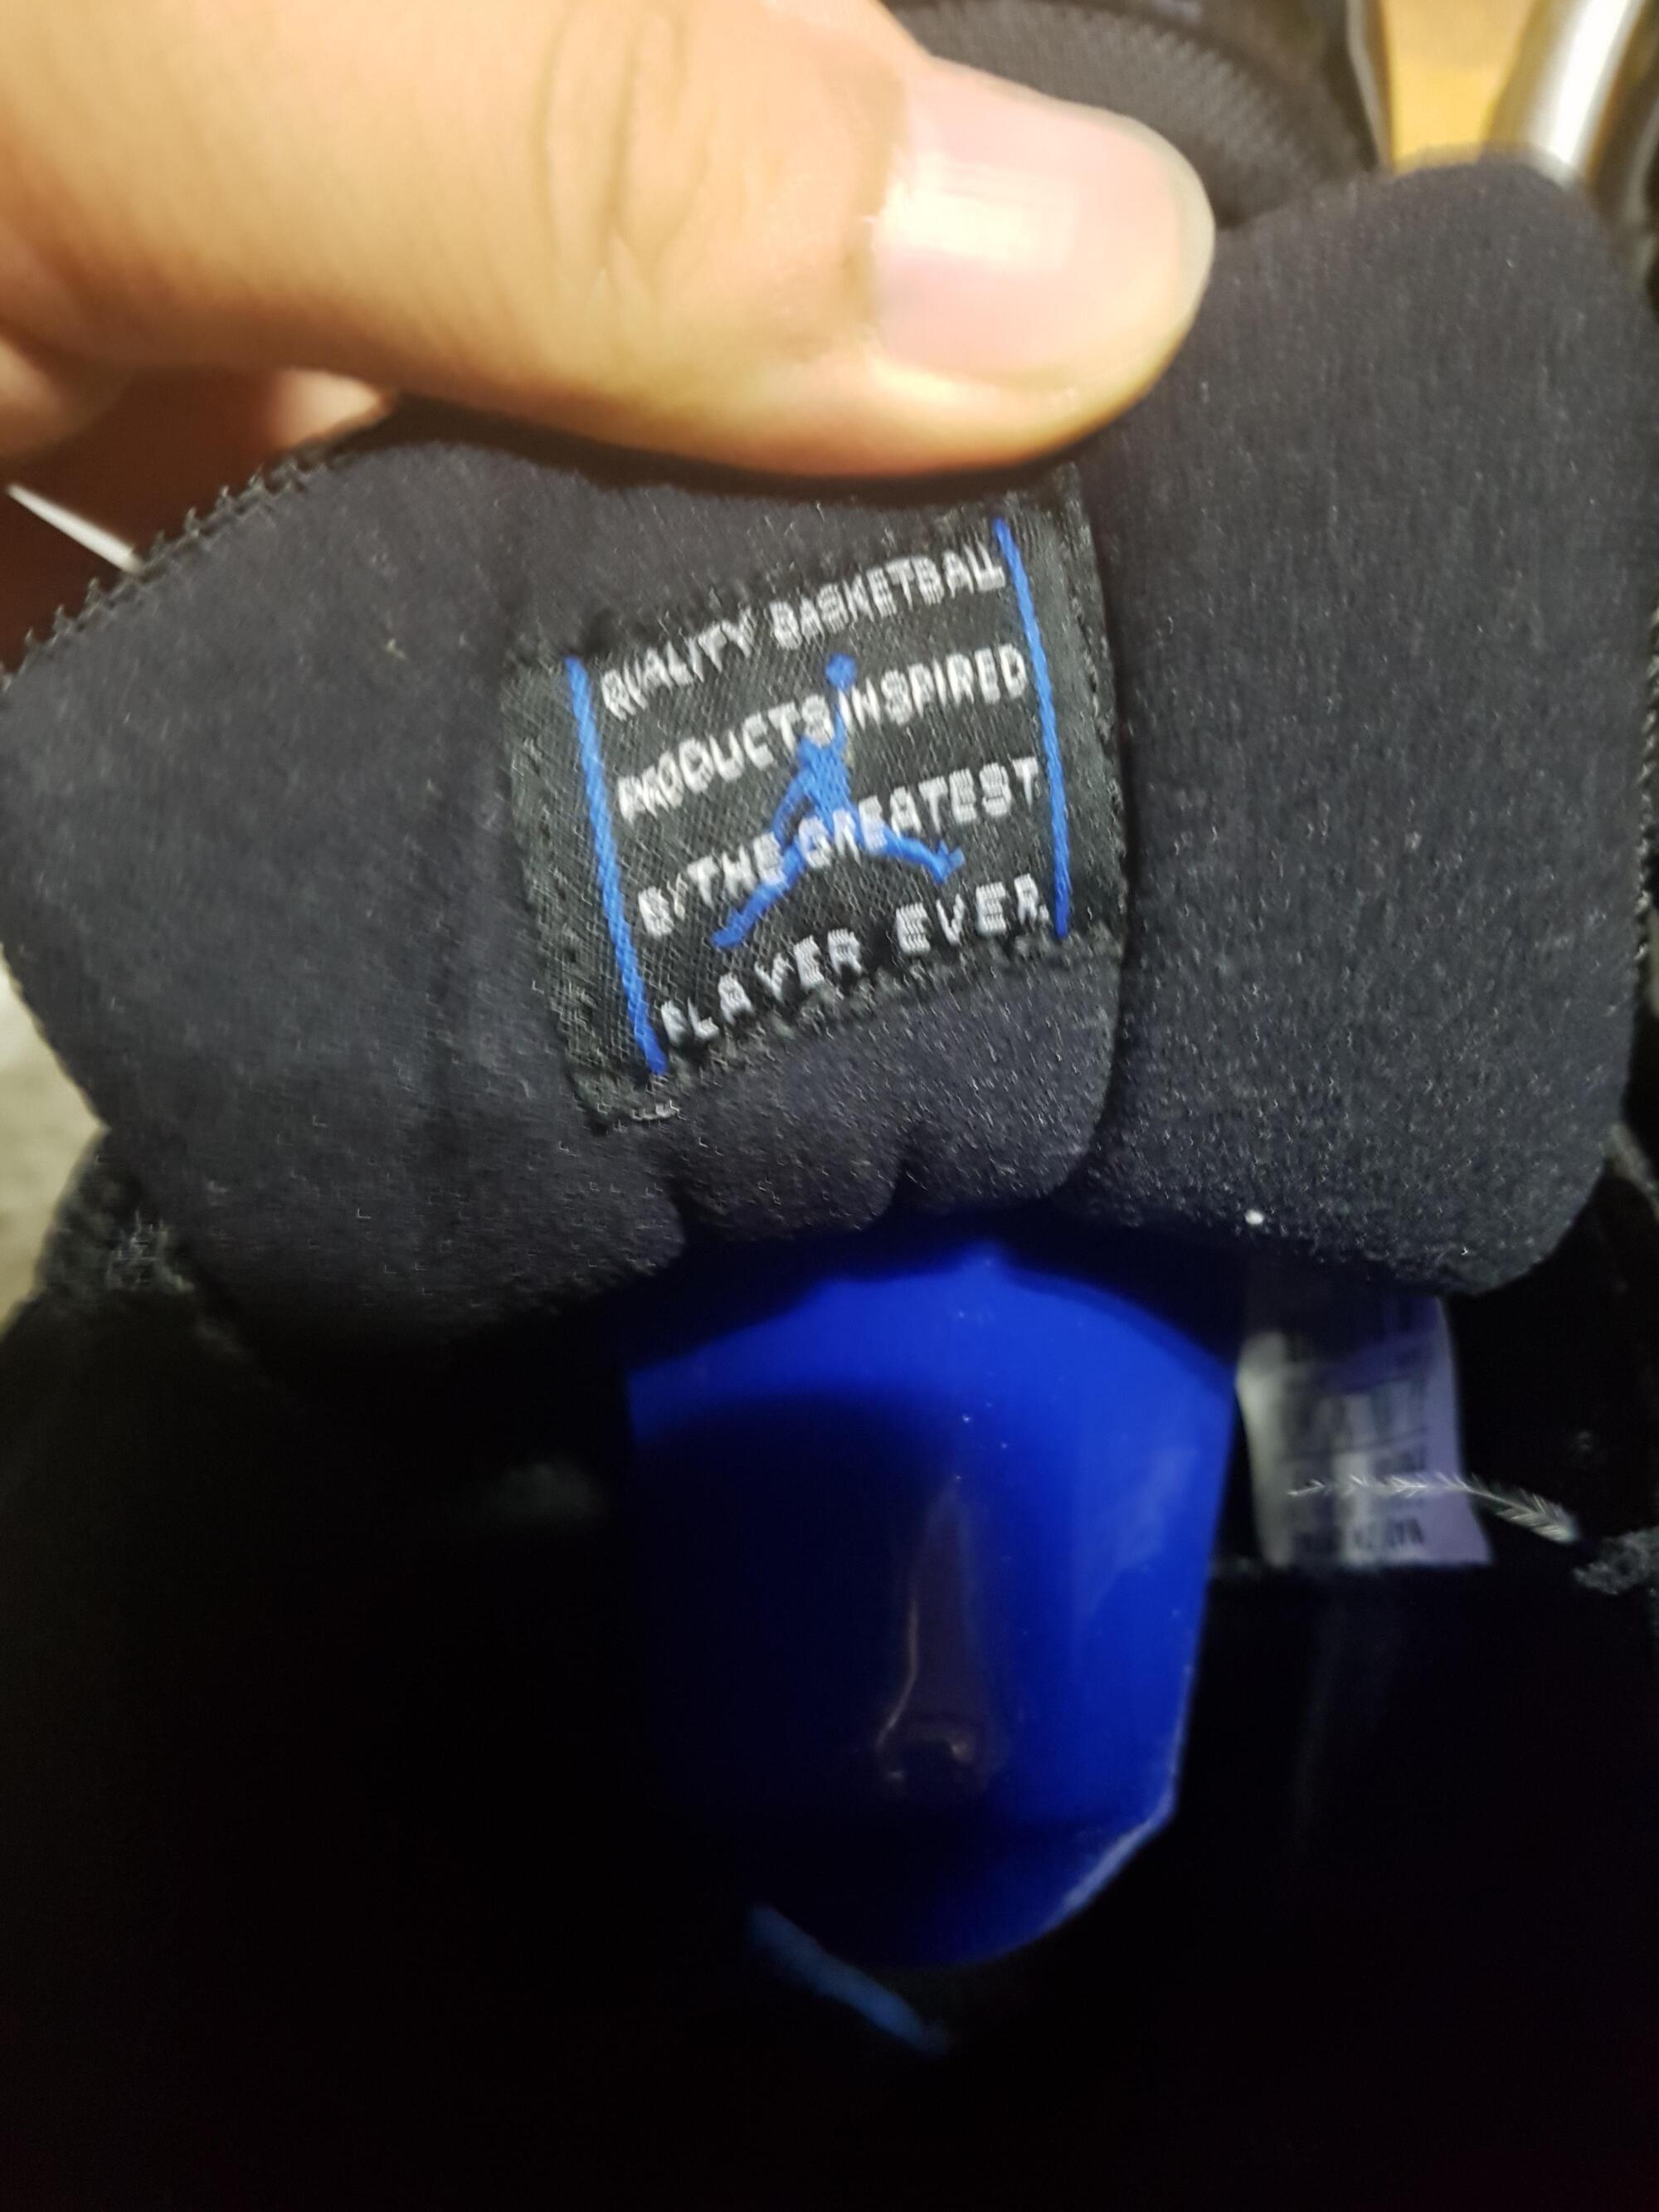 QUALITY BASKETBALL
PRODUCTS INSPIRED
BY THE GREATEST
PLAYER EVER.